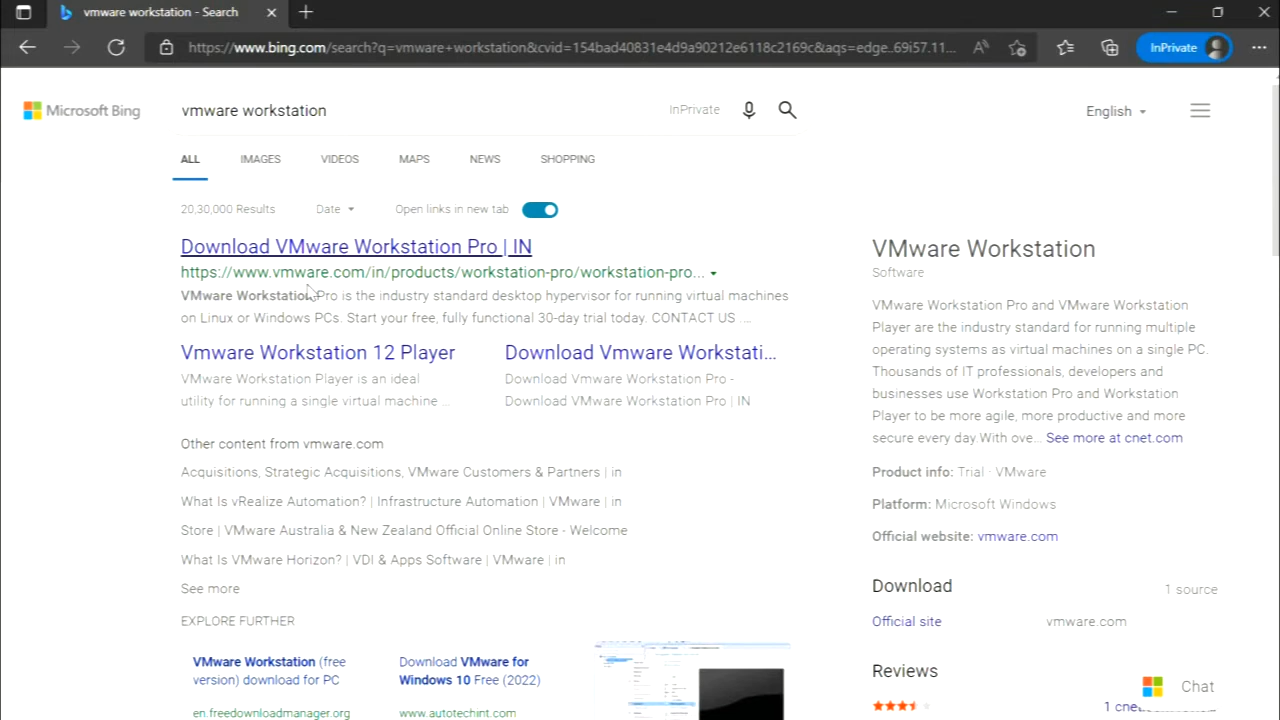 vmware workstation - Search
https://www.bing.com/search?q=vmware+workstation&cvid=154bad40831e4d9a90212e6118c2169c&aqs=edge..69i57.11...
InPrivate
Microsoft Bing
vmware workstation
InPrivate
English
ALL
IMAGES
VIDEOS
MAPS
NEWS
SHOPPING
20,30,000 Results
Date
Open links in new tab
Download VMware Workstation Pro | IN
https://www.vmware.com/in/products/workstation-pro/workstation-pro...
VMware Workstation Pro is the industry standard desktop hypervisor for running virtual machines
on Linux or Windows PCs. Start your free, fully functional 30-day trial today. CONTACT US ....
Vmware Workstation 12 Player
VMware Workstation Player is an ideal
utility for running a single virtual machine ...
Download Vmware Workstati...
Download Vmware Workstation Pro -
Download VMware Workstation Pro | IN
Other content from vmware.com
Acquisitions, Strategic Acquisitions, VMware Customers & Partners | in
What Is vRealize Automation? | Infrastructure Automation | VMware | in
Store | VMware Australia & New Zealand Official Online Store - Welcome
What Is VMware Horizon? | VDI & Apps Software | VMware | in
See more
EXPLORE FURTHER
VMware Workstation (free
version) download for PC
en.freedownloadmanager.org
Download VMware for
Windows 10 Free (2022)
www.autotechint.com
VMware Workstation
Software
VMware Workstation Pro and VMware Workstation
Player are the industry standard for running multiple
operating systems as virtual machines on a single PC.
Thousands of IT professionals, developers and
businesses use Workstation Pro and Workstation
Player to be more agile, more productive and more
secure every day.With ove... See more at cnet.com
Product info: Trial · VMware
Platform: Microsoft Windows
Official website: vmware.com
Download
1 source
Official site
vmware.com
Reviews
Chat